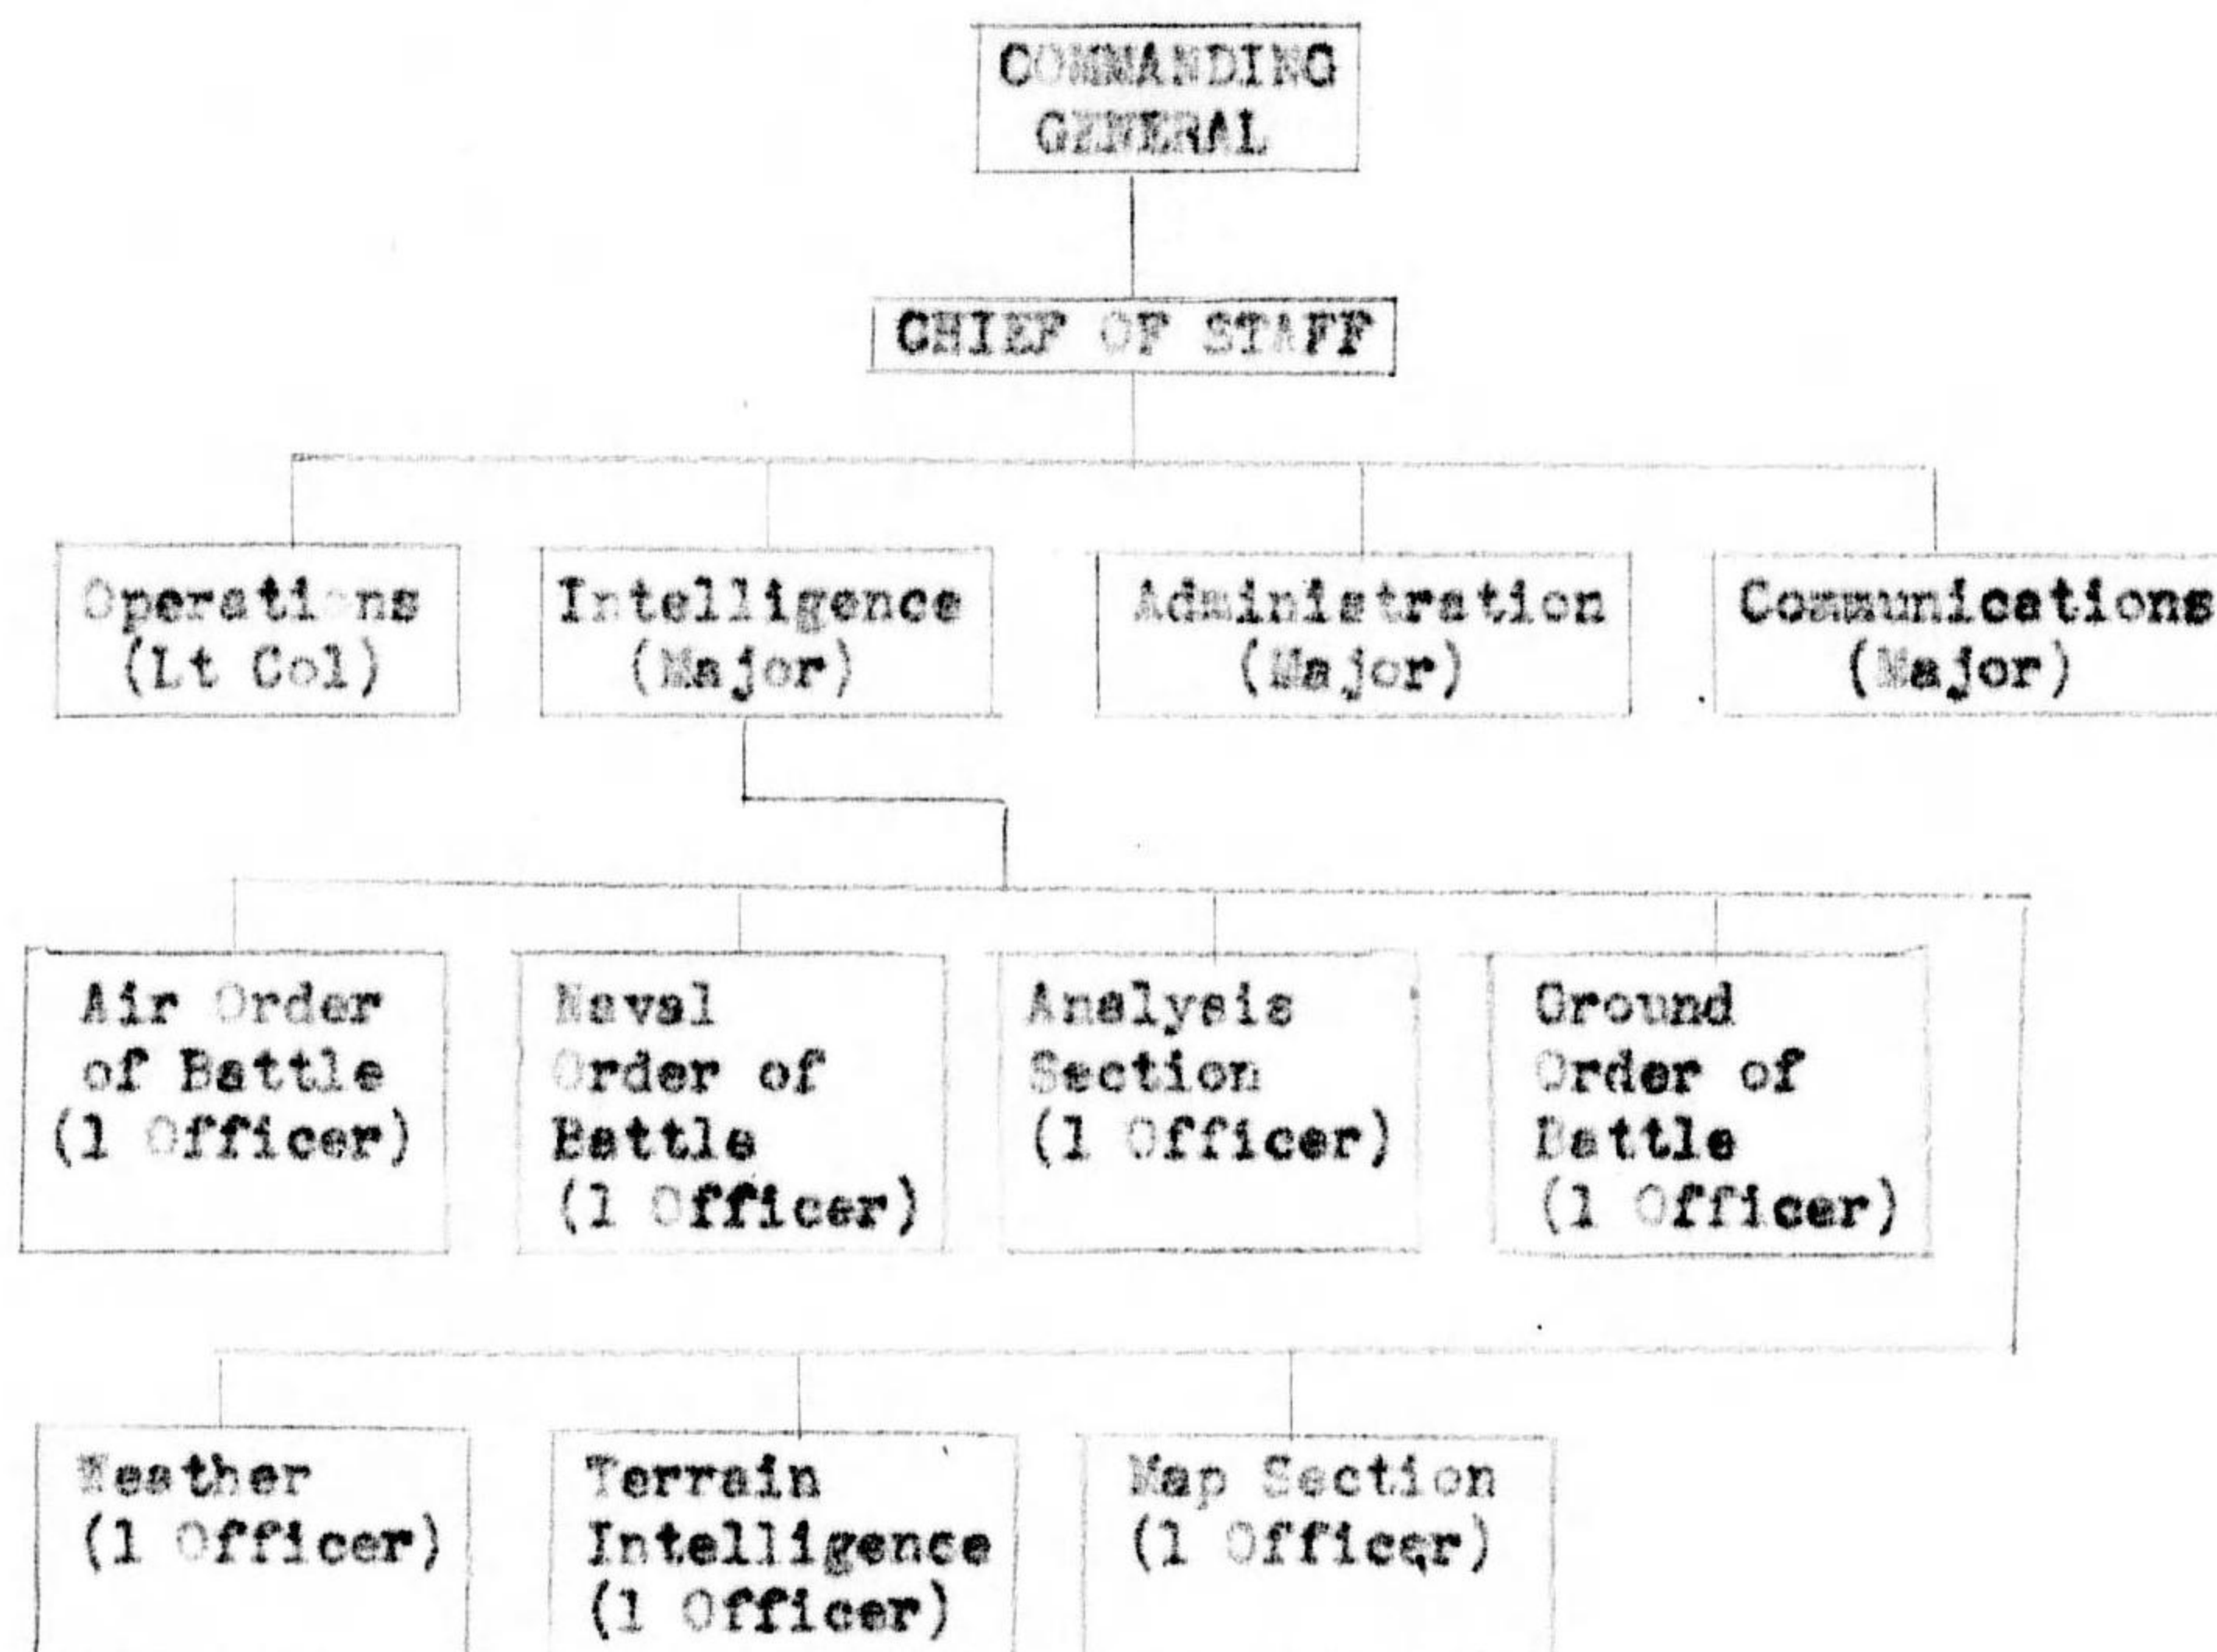 COMMANDING
GENERAL
CHIEF OF STAFF
Operations
(Lt Col)
Intelligence
(Major)
Administration
(Major)
Communications
(Major)
Air Order
of Battle
(1 Officer)
Naval
Order of
Battle
(1 Officer)
Analysis
Section
(1 Officer)
Ground
Order of
Battle
(1 Officer)
Weather
(1 Officer)
Terrain
Intelligence
(1 Officer)
Map Section
(1 Officer)